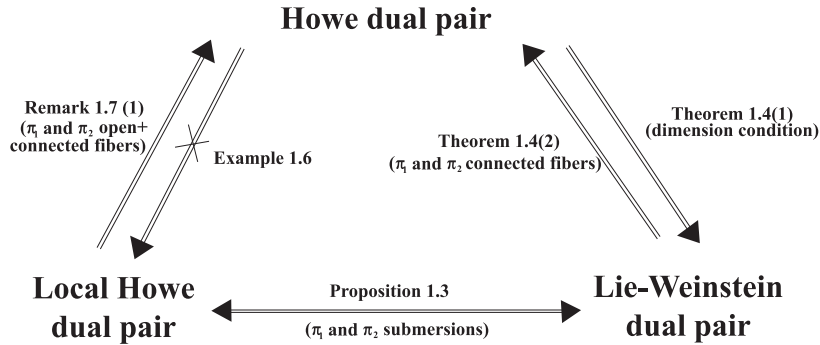 Howe dual pair
Remark 1.7 (1)
(π₁ and π₂ open+
connected fibers)
Example 1.6
Theorem 1.4(2)
(π₁ and π₂ connected fibers)
Theorem 1.4(1)
(dimension condition)
Local Howe
dual pair
Proposition 1.3
(π₁ and π₂ submersions)
Lie-Weinstein
dual pair